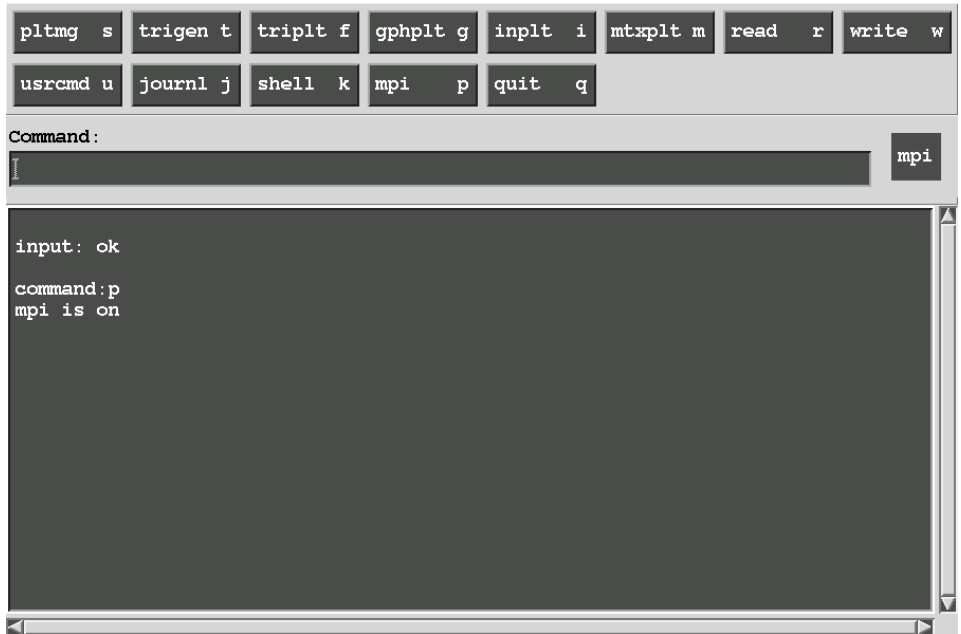 pltmg s trigen t triplt f gphplt g inplt i mtxplt m read r write w
usrcmd u journl j shell k mpi p quit q
Command:
mpi
input: ok
command:p
mpi is on